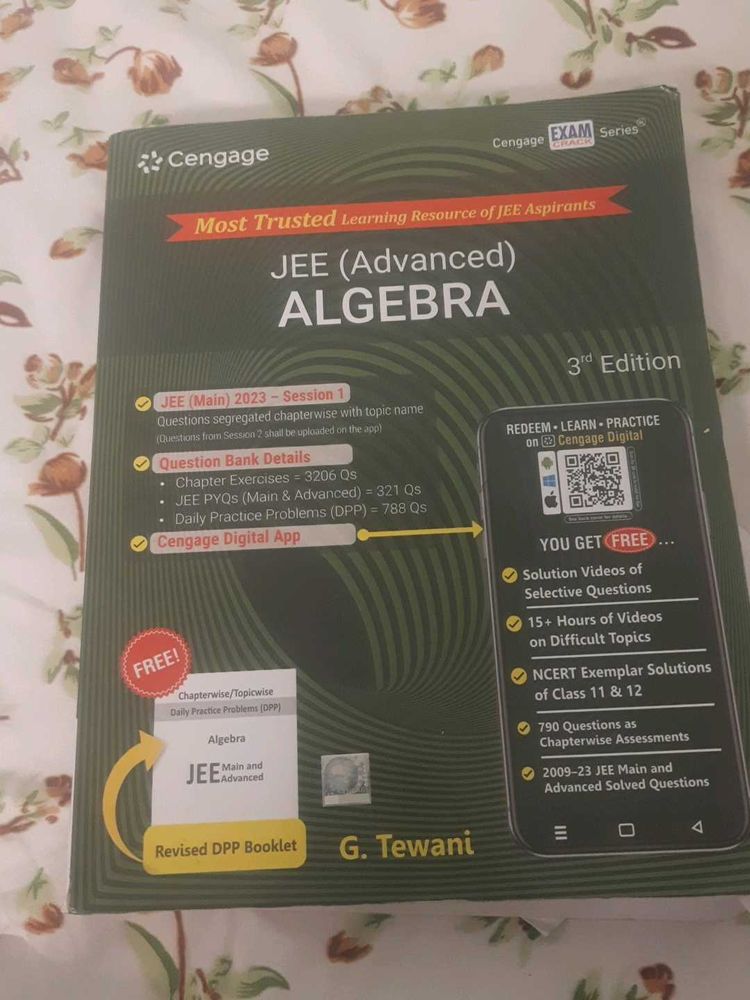 Cengage
Cengage EXAM CRACK Series®
Most Trusted Learning Resource of JEE Aspirants
JEE (Advanced)
ALGEBRA
3rd Edition
JEE (Main) 2023 – Session 1
Questions segregated chapterwise with topic name
(Questions from Session 2 shall be uploaded on the app)
Question Bank Details
• Chapter Exercises = 3206 Qs
• JEE PYQs (Main & Advanced) = 321 Qs
• Daily Practice Problems (DPP) = 788 Qs
Cengage Digital App
REDEEM • LEARN • PRACTICE
on Cengage Digital
YOU GET FREE ...
Solution Videos of
Selective Questions
15+ Hours of Videos
on Difficult Topics
NCERT Exemplar Solutions
of Class 11 & 12
790 Questions as
Chapterwise Assessments
2009–23 JEE Main and
Advanced Solved Questions
FREE!
Chapterwise/Topicwise
Daily Practice Problems (DPP)
Algebra
JEE Main and
Advanced
Revised DPP Booklet
G. Tewani